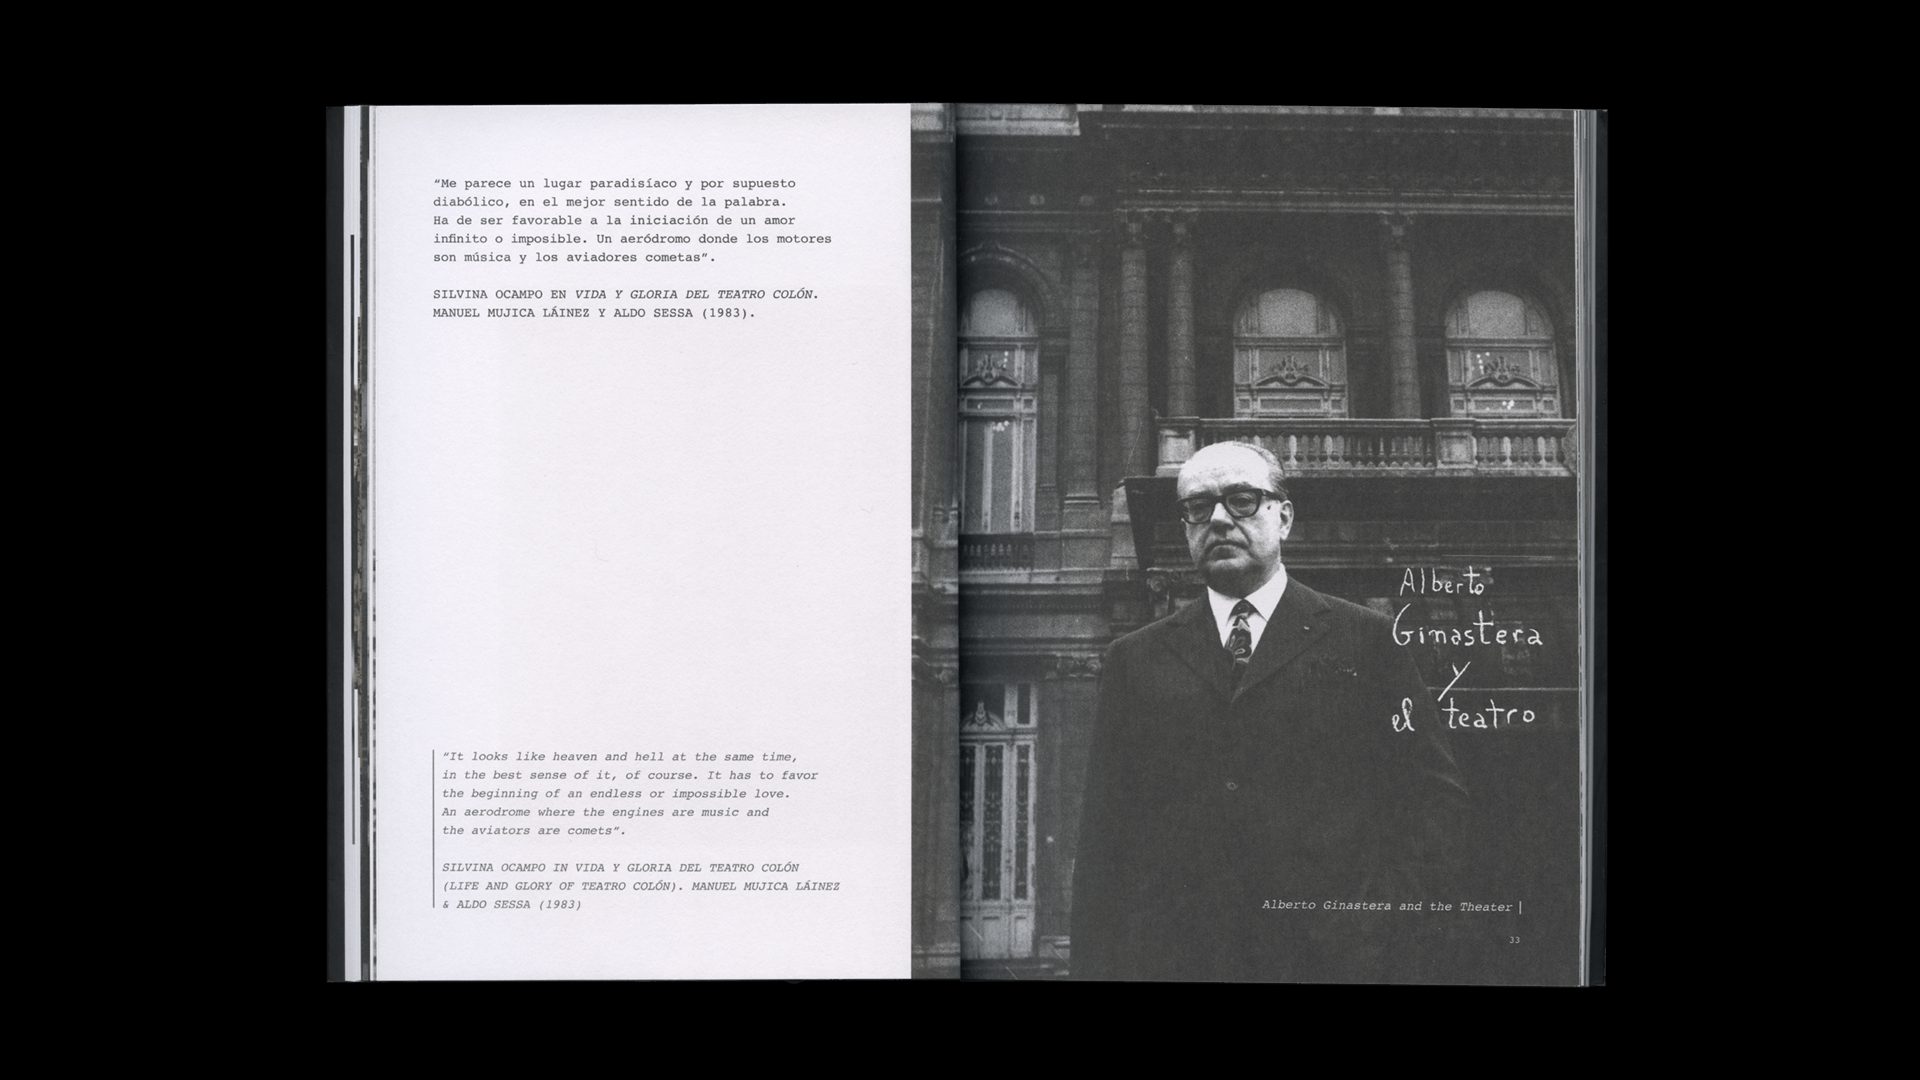 “Me parece un lugar paradisíaco y por supuesto
diabólico, en el mejor sentido de la palabra.
Ha de ser favorable a la iniciación de un amor
infinito o imposible. Un aeródromo donde los motores
son música y los aviadores cometas”.
SILVINA OCAMPO EN VIDA Y GLORIA DEL TEATRO COLÓN.
MANUEL MUJICA LÁINEZ Y ALDO SESSA (1983).
“It looks like heaven and hell at the same time,
in the best sense of it, of course. It has to favor
the beginning of an endless or impossible love.
An aerodrome where the engines are music and
the aviators are comets”.
SILVINA OCAMPO IN VIDA Y GLORIA DEL TEATRO COLÓN
(LIFE AND GLORY OF TEATRO COLÓN). MANUEL MUJICA LÁINEZ
& ALDO SESSA (1983)
Alberto
Ginastera
y
el teatro
Alberto Ginastera and the Theater
33